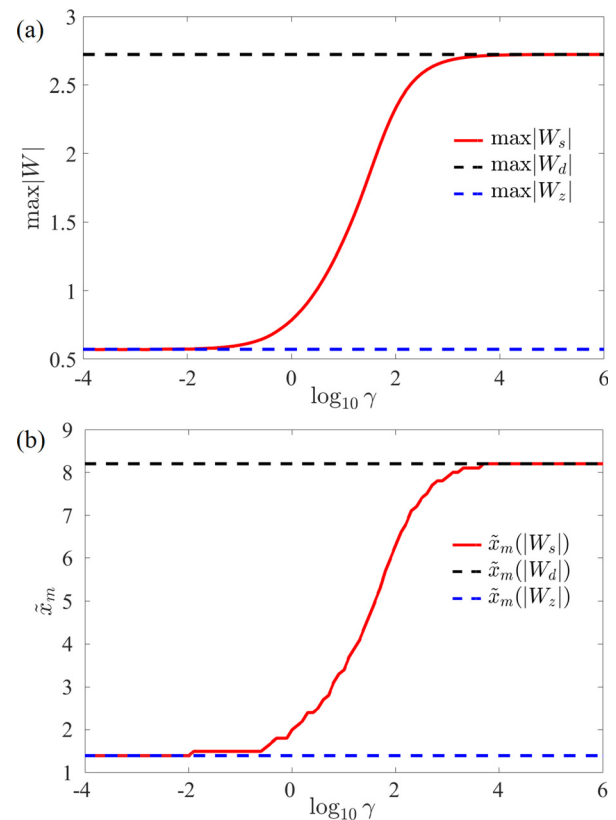 (a)
3
2.5
2
1.5
1
0.5
max|W|
max|W_s|
max|W_d|
max|W_z|
-4 -2 0 2 4 6
log₁₀ γ
(b)
9
8
7
6
5
4
3
2
1
x̃_m
x̃_m(|W_s|)
x̃_m(|W_d|)
x̃_m(|W_z|)
-4 -2 0 2 4 6
log₁₀ γ